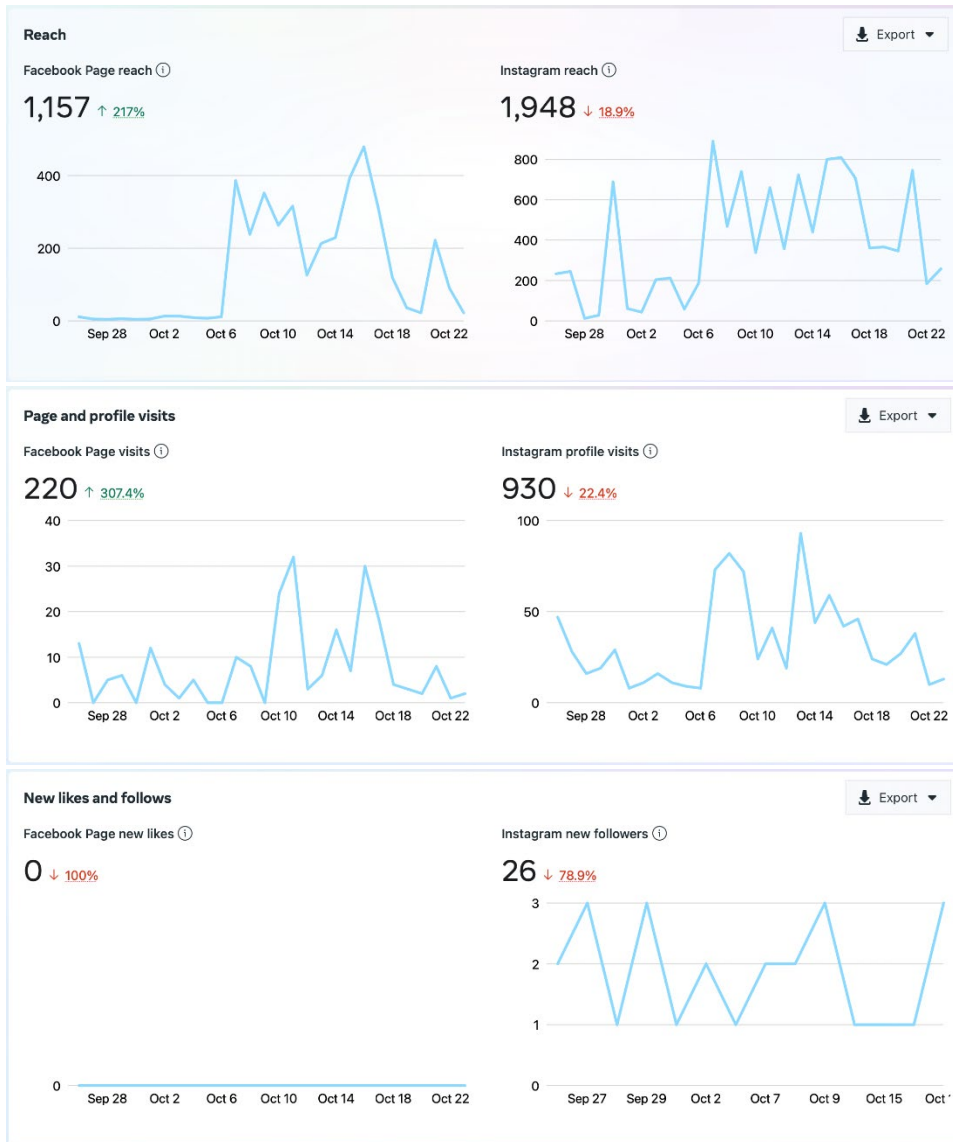 Reach
Export
Facebook Page reach
1,157 ↑ 217%
400
200
0
Sep 28 Oct 2 Oct 6 Oct 10 Oct 14 Oct 18 Oct 22
Instagram reach
1,948 ↓ 18.9%
800
600
400
200
0
Sep 28 Oct 2 Oct 6 Oct 10 Oct 14 Oct 18 Oct 22
Page and profile visits
Export
Facebook Page visits
220 ↑ 307.4%
40
30
20
10
0
Sep 28 Oct 2 Oct 6 Oct 10 Oct 14 Oct 18 Oct 22
Instagram profile visits
930 ↓ 22.4%
100
50
0
Sep 28 Oct 2 Oct 6 Oct 10 Oct 14 Oct 18 Oct 22
New likes and follows
Export
Facebook Page new likes
0 ↓ 100%
0
Sep 28 Oct 2 Oct 6 Oct 10 Oct 14 Oct 18 Oct 22
Instagram new followers
26 ↓ 78.9%
3
2
1
0
Sep 27 Sep 29 Oct 2 Oct 7 Oct 9 Oct 15 Oct